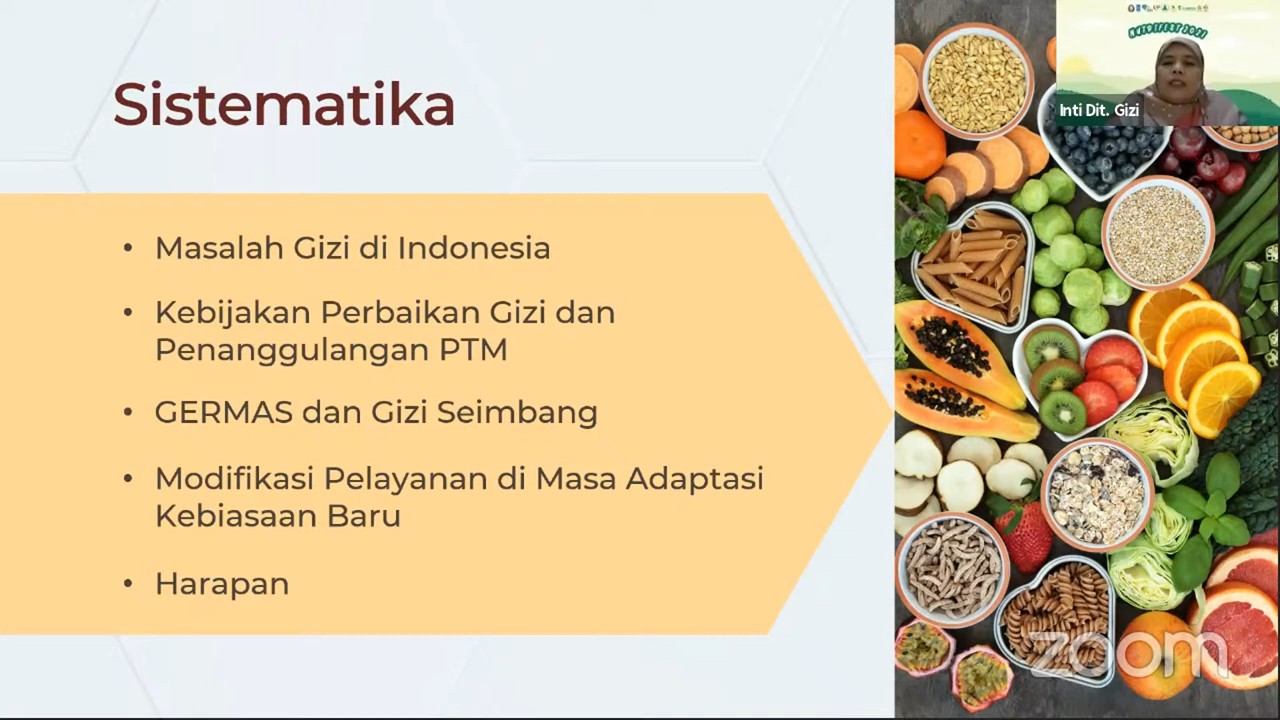 Sistematika
• Masalah Gizi di Indonesia
• Kebijakan Perbaikan Gizi dan
Penanggulangan PTM
• GERMAS dan Gizi Seimbang
• Modifikasi Pelayanan di Masa Adaptasi
Kebiasaan Baru
• Harapan
Inti Dit. Gizi
zoom